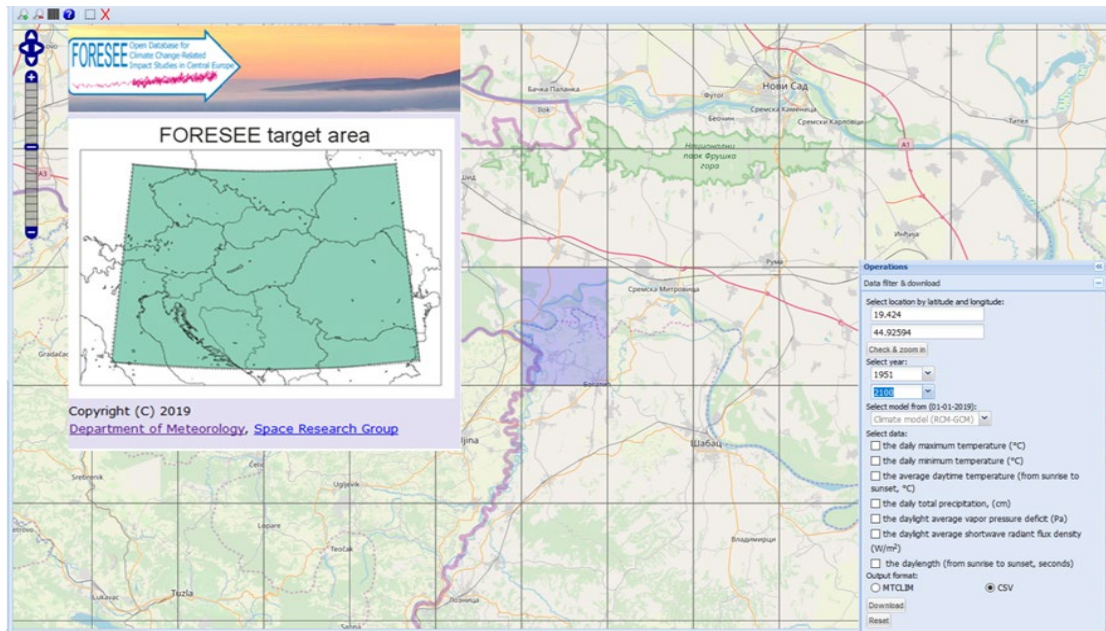 FORESEE
Open Database for
Climate Change-Related
Impact Studies in Central Europe
FORESEE target area
Copyright (C) 2019
Department of Meteorology, Space Research Group
A3
Gradačac
Srebrenik
Čelić
Ugljevik
Lopare
Teočak
Tuzla
Lukavac
ljina
Бачка Паланка
Ilok
Футог
Нови Сад
Беочин
Сремска Каменица
Сремски Карловци
Тител
A1
Национални
парк Фрушка
гора
Шид
Инђија
Рума
Сремска Митровица
Богатић
Шабац
Владимирци
Лозница
Operations
Data filter & download
Select location by latitude and longitude:
19.424
44.92594
Check & zoom in
Select year:
1951
2100
Select model from (01-01-2019):
Climate model (RCM-GCM)
Select data:
the daily maximum temperature (°C)
the daily minimum temperature (°C)
the average daytime temperature (from sunrise to
sunset, °C)
the daily total precipitation, (cm)
the daylight average vapor pressure deficit (Pa)
the daylight average shortwave radiant flux density
(W/m²)
the daylength (from sunrise to sunset, seconds)
Output format:
MTCLIM
CSV
Download
Reset